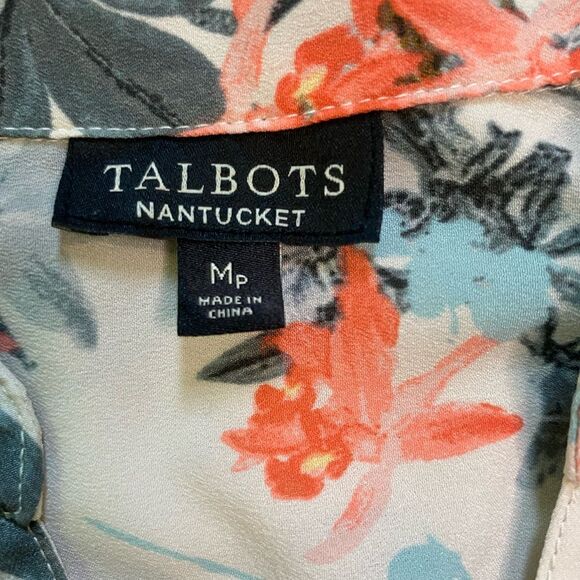 TALBOTS
NANTUCKET
MP
MADE IN
CHINA